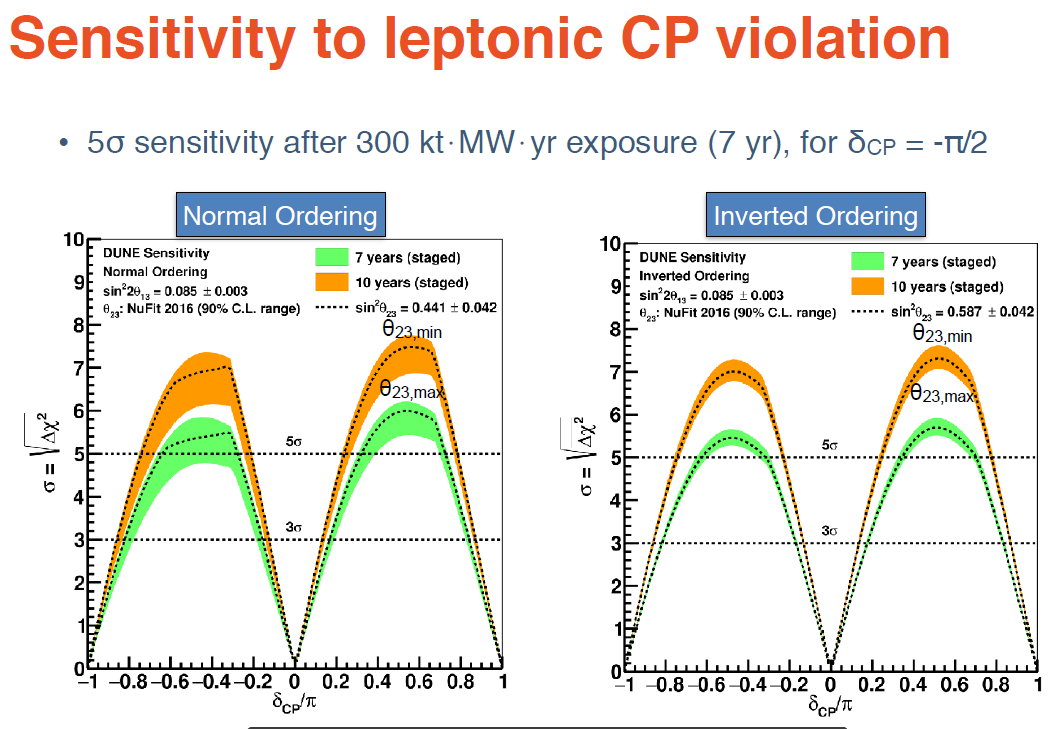 Sensitivity to leptonic CP violation
• 5σ sensitivity after 300 kt·MW·yr exposure (7 yr), for δCP = -π/2
Normal Ordering
10
9
8
7
6
5
4
3
2
1
0
σ = √Δχ²
DUNE Sensitivity
Normal Ordering
sin²2θ₁₃ = 0.085 ± 0.003
θ₂₃: NuFit 2016 (90% C.L. range)
7 years (staged)
10 years (staged)
sin²θ₂₃ = 0.441 ± 0.042
θ23,min
θ23,max
5σ
3σ
−1 −0.8 −0.6 −0.4 −0.2 0 0.2 0.4 0.6 0.8 1
δCP/π
Inverted Ordering
10
9
8
7
6
5
4
3
2
1
0
σ = √Δχ²
DUNE Sensitivity
Inverted Ordering
sin²2θ₁₃ = 0.085 ± 0.003
θ₂₃: NuFit 2016 (90% C.L. range)
7 years (staged)
10 years (staged)
sin²θ₂₃ = 0.587 ± 0.042
θ23,min
θ23,max
5σ
3σ
−1 −0.8 −0.6 −0.4 −0.2 0 0.2 0.4 0.6 0.8 1
δCP/π